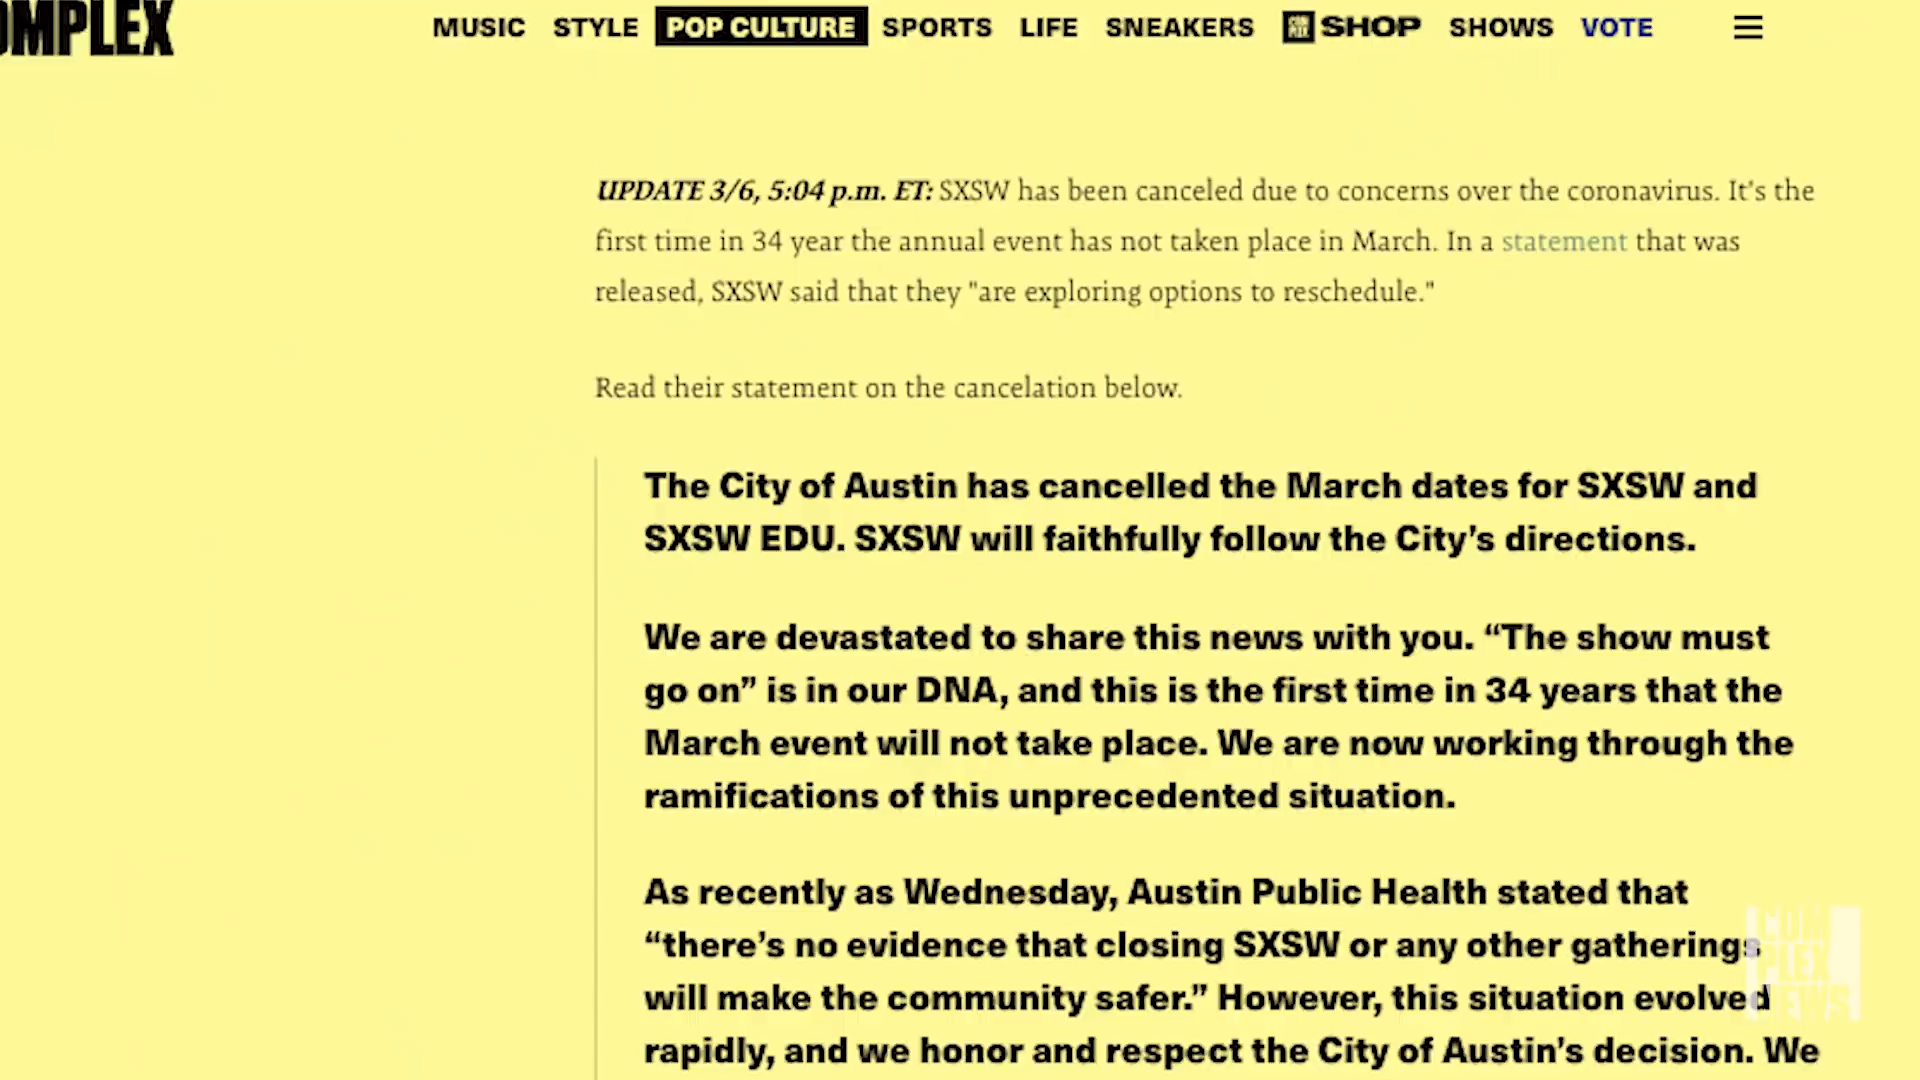 OMPLEX MUSIC STYLE POP CULTURE SPORTS LIFE SNEAKERS COM PLEX SHOP SHOWS VOTE
UPDATE 3/6, 5:04 p.m. ET: SXSW has been canceled due to concerns over the coronavirus. It's the
first time in 34 year the annual event has not taken place in March. In a statement that was
released, SXSW said that they "are exploring options to reschedule."
Read their statement on the cancelation below.
The City of Austin has cancelled the March dates for SXSW and
SXSW EDU. SXSW will faithfully follow the City’s directions.
We are devastated to share this news with you. “The show must
go on” is in our DNA, and this is the first time in 34 years that the
March event will not take place. We are now working through the
ramifications of this unprecedented situation.
As recently as Wednesday, Austin Public Health stated that
“there’s no evidence that closing SXSW or any other gatherings
will make the community safer.” However, this situation evolved
rapidly, and we honor and respect the City of Austin’s decision. We
COM
PLEX
NEWS